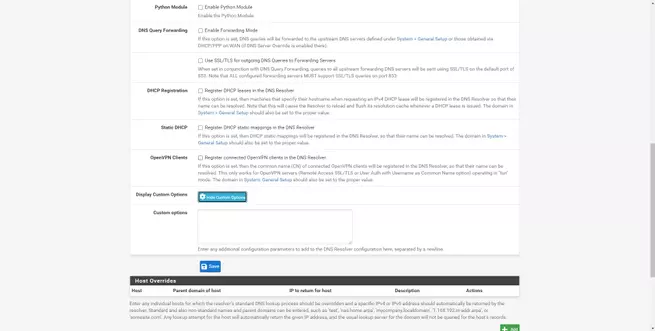 Python Module
Enable Python Module
Enable the Python Module.
DNS Query Forwarding
Enable Forwarding Mode
If this option is set, DNS queries will be forwarded to the upstream DNS servers defined under System > General Setup or those obtained via
DHCP/PPP on WAN (if DNS Server Override is enabled there).
Use SSL/TLS for outgoing DNS Queries to Forwarding Servers
When set in conjunction with DNS Query Forwarding, queries to all upstream forwarding DNS servers will be sent using SSL/TLS on the default port of
853. Note that ALL configured forwarding servers MUST support SSL/TLS queries on port 853.
DHCP Registration
Register DHCP leases in the DNS Resolver
If this option is set, then machines that specify their hostname when requesting an IPv4 DHCP lease will be registered in the DNS Resolver so that their
name can be resolved. Note that this will cause the Resolver to reload and flush its resolution cache whenever a DHCP lease is issued. The domain in
System > General Setup should also be set to the proper value.
Static DHCP
Register DHCP static mappings in the DNS Resolver
If this option is set, then DHCP static mappings will be registered in the DNS Resolver, so that their name can be resolved. The domain in System >
General Setup should also be set to the proper value.
OpenVPN Clients
Register connected OpenVPN clients in the DNS Resolver
If this option is set, then the common name (CN) of connected OpenVPN clients will be registered in the DNS Resolver, so that their name can be
resolved. This only works for OpenVPN servers (Remote Access SSL/TLS or User Auth with Username as Common Name option) operating in "tun"
mode. The domain in System: General Setup should also be set to the proper value.
Display Custom Options
Custom Options
Custom options
Enter any additional configuration parameters to add to the DNS Resolver configuration here, separated by a newline.
Save
Host Overrides
Host Parent domain of host IP to return for host Description Actions
Enter any individual hosts for which the resolver's standard DNS lookup process should be overridden and a specific IPv4 or IPv6 address should automatically be returned by the
resolver. Standard and also non-standard names and parent domains can be entered, such as 'test', 'nas.home.arpa', 'mycompany.localdomain', '1.168.192.in-addr.arpa', or
'somesite.com'. Any lookup attempt for the host will automatically return the given IP address, and the usual lookup server for the domain will not be queried for the host's records.
Add